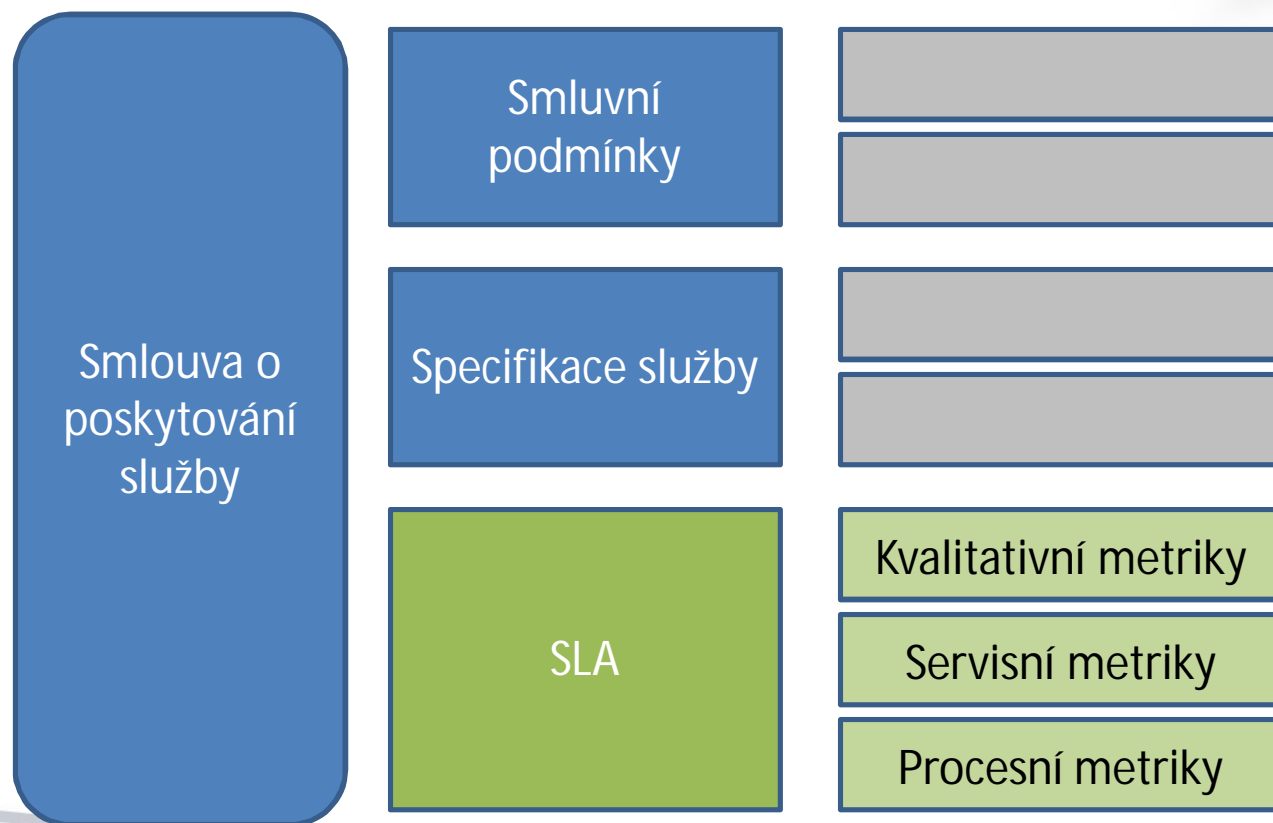 Smlouva o
poskytování
služby
Smluvní
podmínky
Specifikace služby
SLA
Kvalitativní metriky
Servisní metriky
Procesní metriky